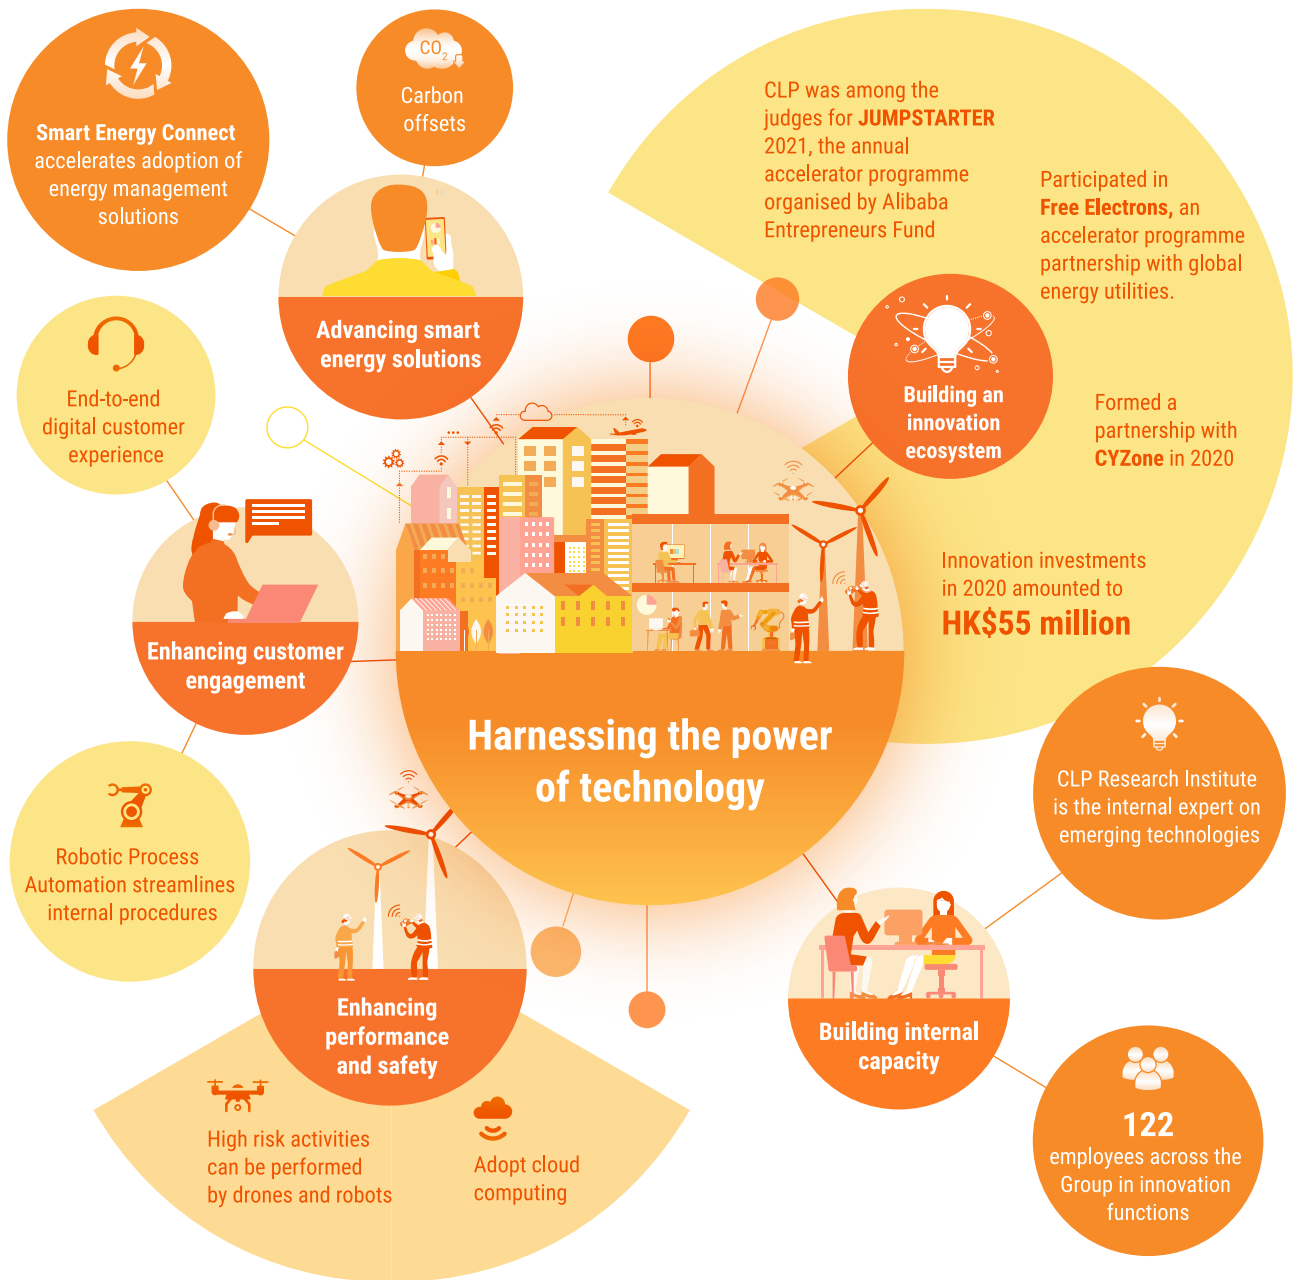 Smart Energy Connect
accelerates adoption of
energy management
solutions
CO2
Carbon
offsets
Advancing smart
energy solutions
CLP was among the
judges for JUMPSTARTER
2021, the annual
accelerator programme
organised by Alibaba
Entrepreneurs Fund
Participated in
Free Electrons, an
accelerator programme
partnership with global
energy utilities.
Building an
innovation
ecosystem
Formed a
partnership with
CYZone in 2020
Innovation investments
in 2020 amounted to
HK$55 million
End-to-end
digital customer
experience
Enhancing customer
engagement
Robotic Process
Automation streamlines
internal procedures
Harnessing the power
of technology
CLP Research Institute
is the internal expert on
emerging technologies
Building internal
capacity
122
employees across the
Group in innovation
functions
Enhancing
performance
and safety
High risk activities
can be performed
by drones and robots
Adopt cloud
computing